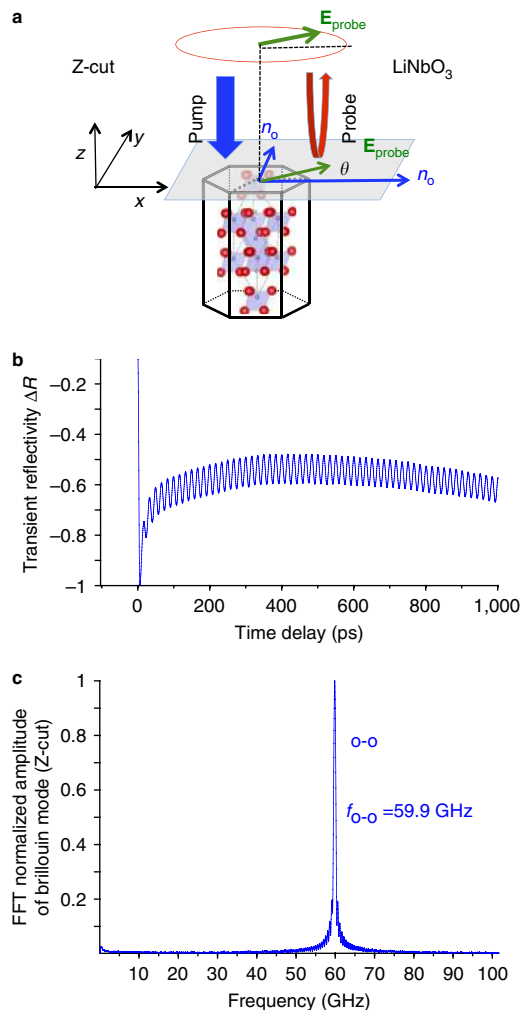 a
E probe
Z-cut
LiNbO3
Pump
Probe
z
y
x
no
E probe
θ
no
b
Transient reflectivity ΔR
−0.2
−0.4
−0.6
−0.8
−1
0
200
400
600
800
1,000
Time delay (ps)
c
FFT normalized amplitude
of brillouin mode (Z-cut)
1
0.8
0.6
0.4
0.2
o-o
fo-o =59.9 GHz
10
20
30
40
50
60
70
80
90
100
Frequency (GHz)